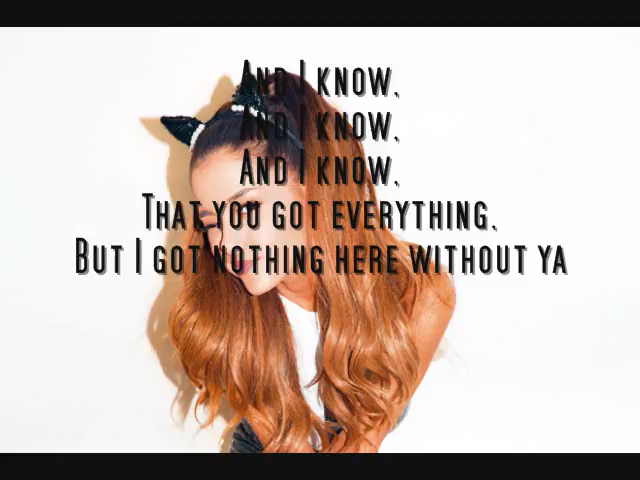 And I know,
And I know,
And I know,
That you got everything,
But I got nothing here without ya